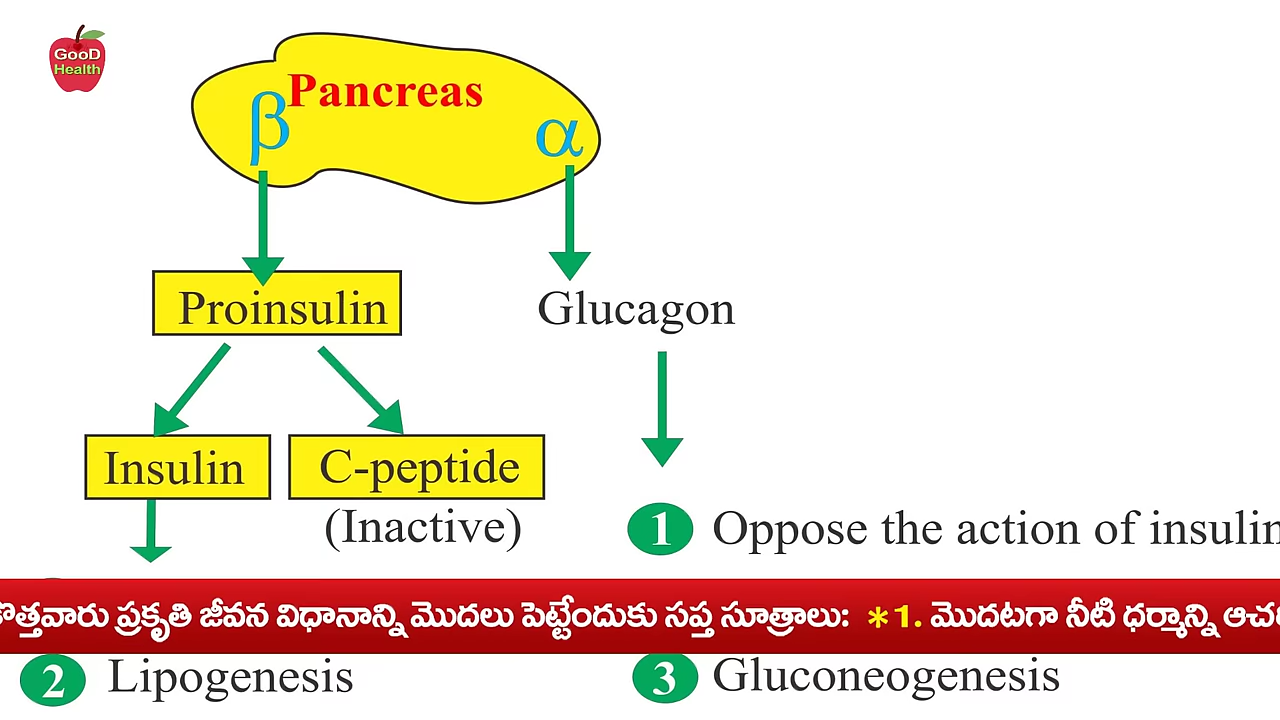 GooD
Health
Pancreas
β
α
Proinsulin
Glucagon
Insulin
C-peptide
(Inactive)
1 Oppose the action of insulin
ప్రకృతి జీవన విధానాన్ని మొదలు పెట్టేందుకు సప్త సూత్రాలు: *1. మొదటగా నీటి ధర్మాన్ని
2 Lipogenesis
3 Gluconeogenesis